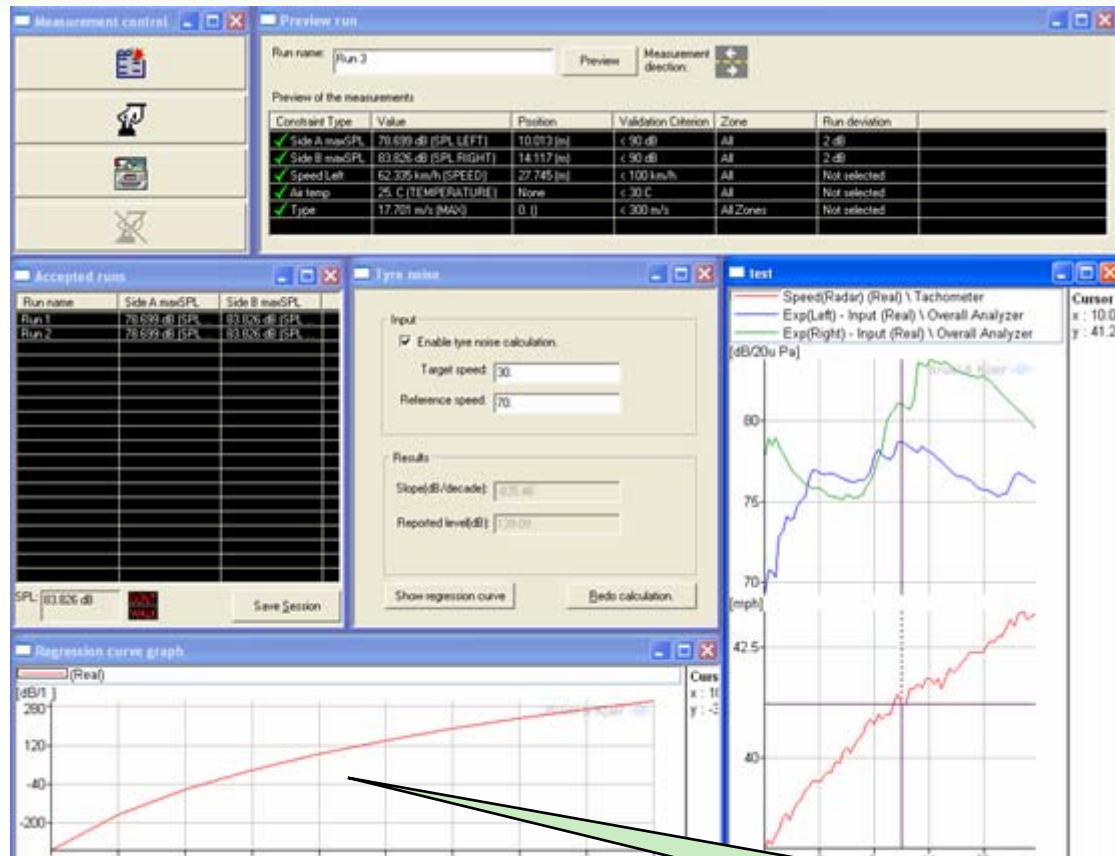 Measurement control
Preview run
Run name: Run 3
Preview
Measurement direction:
Preview of the measurements
Constraint Type Value Position Validation Criterion Zone Run deviation
Side A maxSPL 78.699 dB (SPL LEFT) 10.013 [m] < 90 dB All 2 dB
Side B maxSPL 83.826 dB (SPL RIGHT) 14.117 [m] < 90 dB All 2 dB
Speed Left 62.335 km/h (SPEED) 27.745 [m] < 100 km/h All Not selected
Air temp 25. C (TEMPERATURE) None < 30 C All Not selected
Type 17.701 m/s (MAX) 0. () < 300 m/s All Zones Not selected
Accepted runs
Run name Side A maxSPL Side B maxSPL
Run 1 78.699 dB (SPL... 83.826 dB (SPL...
Run 2 78.699 dB (SPL... 83.826 dB (SPL...
SPL: 83.826 dB
Save Session
Tyre noise
Input
Enable tyre noise calculation.
Target speed: 30.
Reference speed: 70.
Results
Slope(dB/decade):
Reported level(dB):
Show regression curve
Redo calculation.
test
Speed(Radar) (Real) \ Tachometer
Exp(Left) - Input (Real) \ Overall Analyzer
Exp(Right) - Input (Real) \ Overall Analyzer
Cursor
x : 10.0
y : 41.2
[dB/20u Pa]
Brüel & Kjær
80
75
70
[mph]
42.5
40
Regression curve graph
(Real)
[dB/1 ]
280
120
-40
-200
Curs
x : 10
y : -3